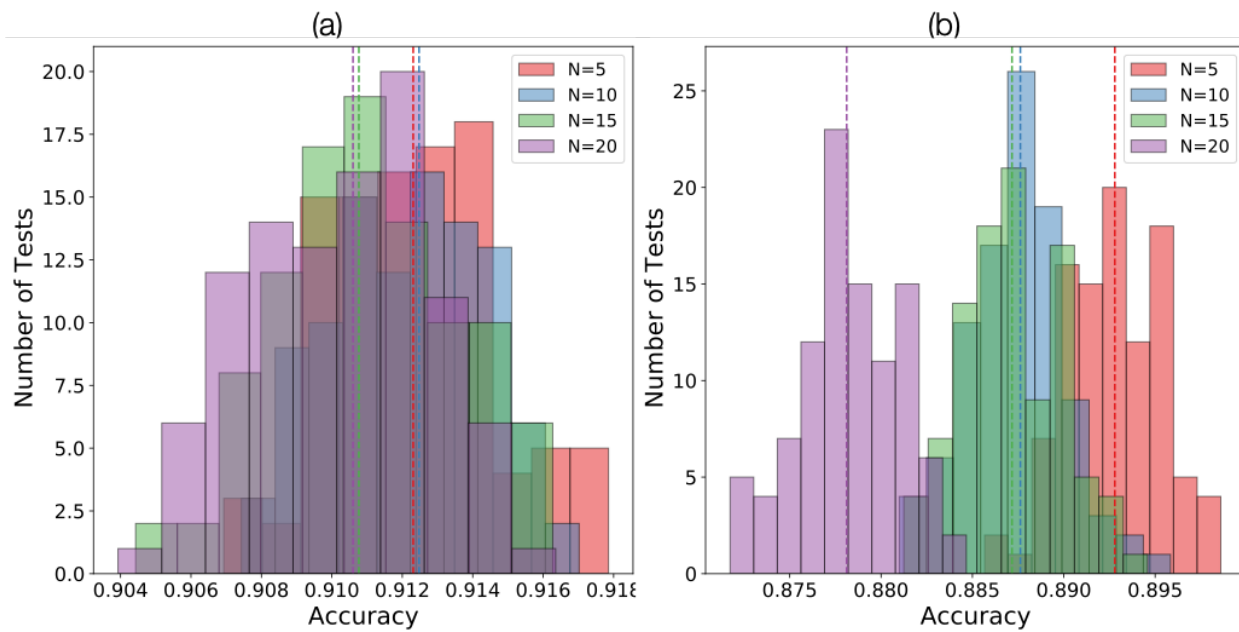 (a)
(b)
20.0
17.5
15.0
12.5
10.0
7.5
5.0
2.5
0.0
Number of Tests
0.904 0.906 0.908 0.910 0.912 0.914 0.916 0.918
Accuracy
N=5
N=10
N=15
N=20
25
20
15
10
5
0
Number of Tests
0.875 0.880 0.885 0.890 0.895
Accuracy
N=5
N=10
N=15
N=20